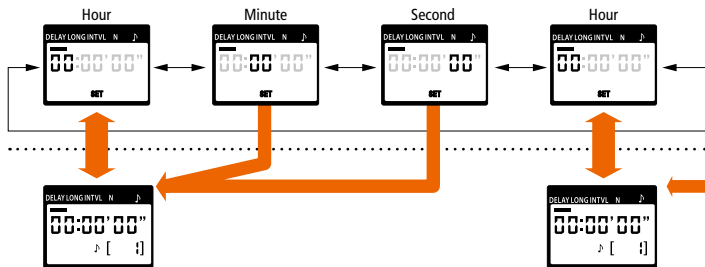 Hour Minute Second Hour
DELAY LONG INTVL N ♪ DELAY LONG INTVL N ♪ DELAY LONG INTVL N ♪ DELAY LONG INTVL N ♪
00:00'00" 00:00'00" 00:00'00" 00:00'00"
SET SET SET SET
DELAY LONG INTVL N ♪ DELAY LONG INTVL N ♪
00:00'00" 00:00'00"
♪ [ 1] ♪ [ 1]